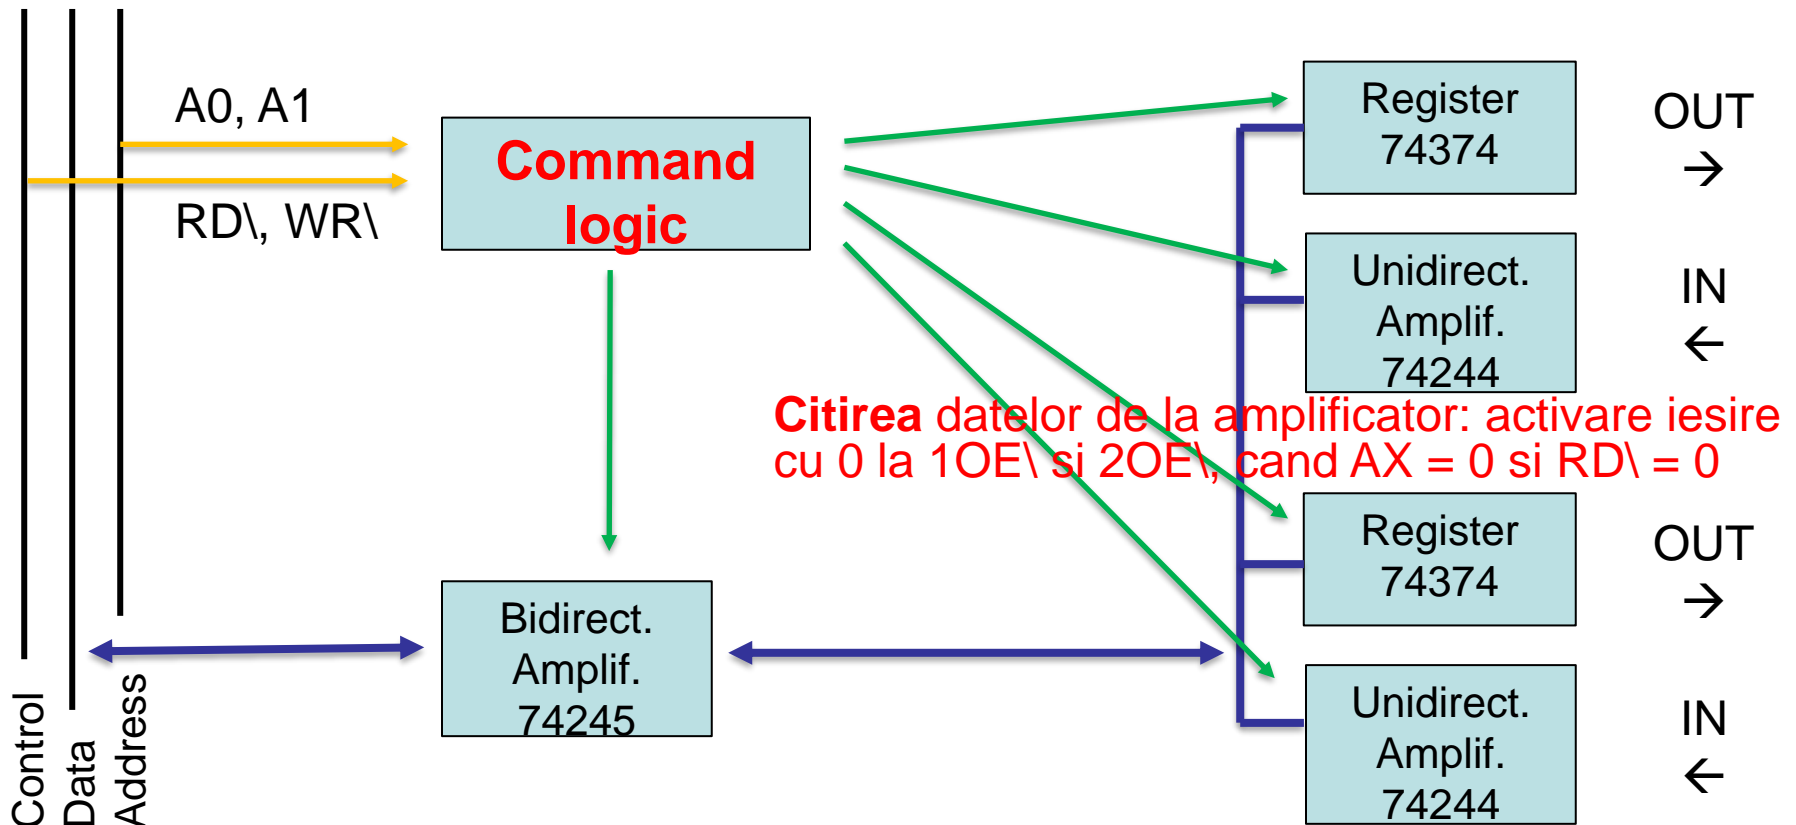 A0, A1
RD\, WR\
Command
logic
Register
74374
OUT
→
Unidirect.
Amplif.
74244
IN
←
Citirea datelor de la amplificator: activare iesire
cu 0 la 1OE\ si 2OE\, cand AX = 0 si RD\ = 0
Register
74374
OUT
→
Bidirect.
Amplif.
74245
Unidirect.
Amplif.
74244
IN
←
Control
Data
Address